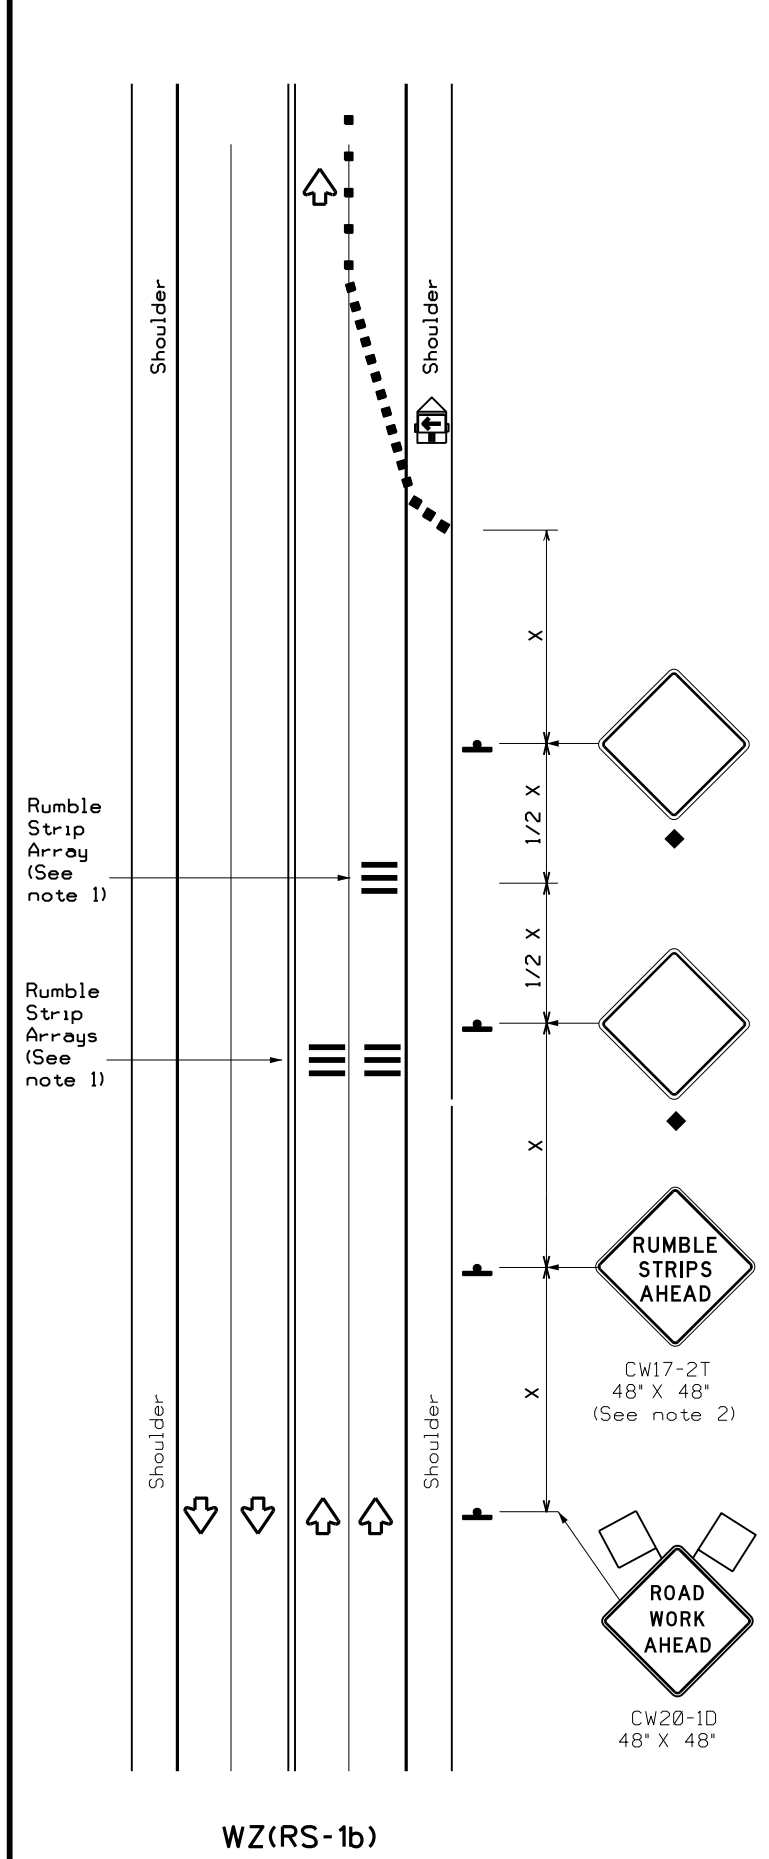 Shoulder
Shoulder
X
1/2 X
Rumble
Strip
Array
(See
note 1)
1/2 X
Rumble
Strip
Arrays
(See
note 1)
X
RUMBLE
STRIPS
AHEAD
CW17-2T
48" X 48"
(See note 2)
X
Shoulder
Shoulder
ROAD
WORK
AHEAD
CW20-1D
48" X 48"
WZ(RS-1b)